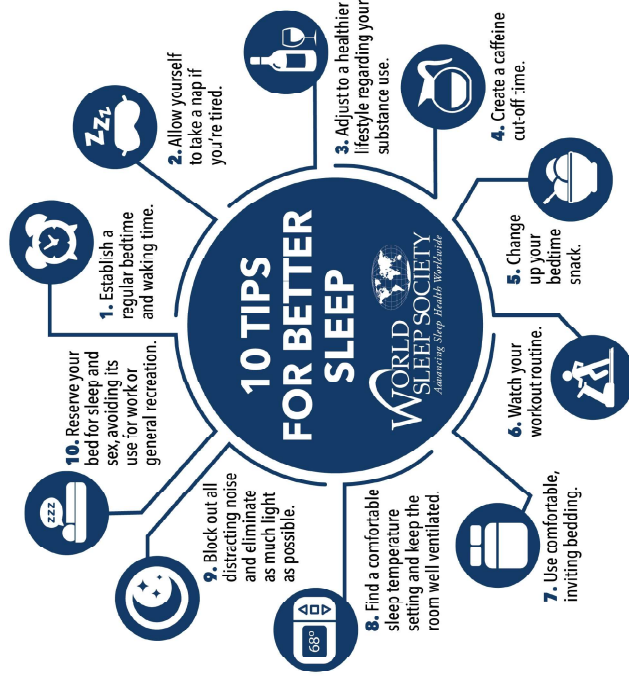 10 TIPS
FOR BETTER
SLEEP
WORLD
SLEEP SOCIETY
Advancing Sleep Health Worldwide
1. Establish a
regular bedtime
and waking time.
zzz
2. Allow yourself
to take a nap if
you're tired.
3. Adjust to a healthier
lifestyle regarding your
substance use.
4. Create a caffeine
cut-off time.
5. Change
up your
bedtime
snack.
6. Watch your
workout routine.
7. Use comfortable,
inviting bedding.
68°
8. Find a comfortable
sleep temperature
setting and keep the
room well ventilated.
9. Block out all
distracting noise
and eliminate
as much light
as possible.
zzz
10. Reserve your
bed for sleep and
sex, avoiding its
use for work or
general recreation.